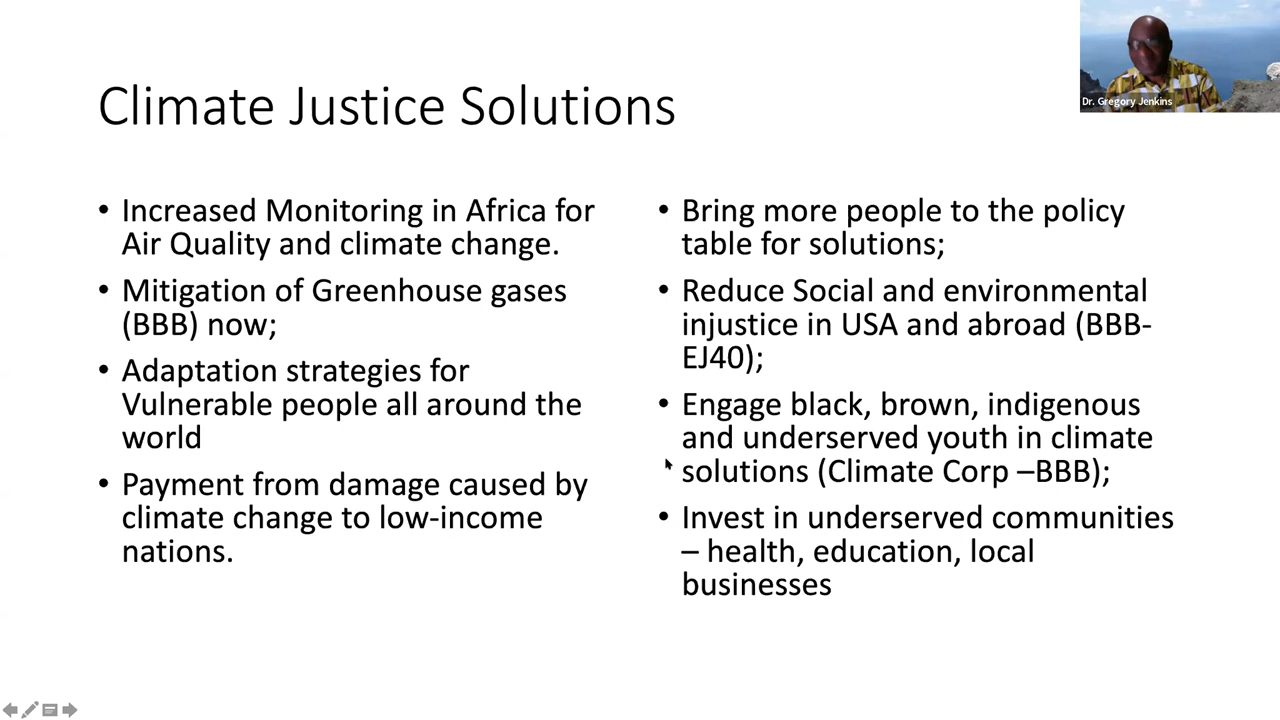 Climate Justice Solutions
• Increased Monitoring in Africa for
Air Quality and climate change.
• Mitigation of Greenhouse gases
(BBB) now;
• Adaptation strategies for
Vulnerable people all around the
world
• Payment from damage caused by
climate change to low-income
nations.
• Bring more people to the policy
table for solutions;
• Reduce Social and environmental
injustice in USA and abroad (BBB-
EJ40);
• Engage black, brown, indigenous
and underserved youth in climate
solutions (Climate Corp –BBB);
• Invest in underserved communities
– health, education, local
businesses
Dr. Gregory Jenkins